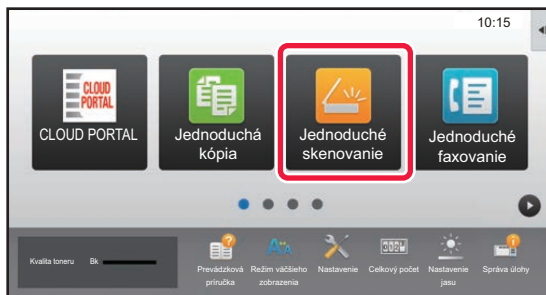 10:15
CLOUD
PORTAL
CLOUD PORTAL
Jednoduchá
kópia
Jednoduché
skenovanie
Jednoduché
faxovanie
Kvalita toneru Bk
Prevádzková
príručka
Režim väčšieho
zobrazenia
Nastavenie
Celkový počet
Nastavenie
jasu
Správa úlohy